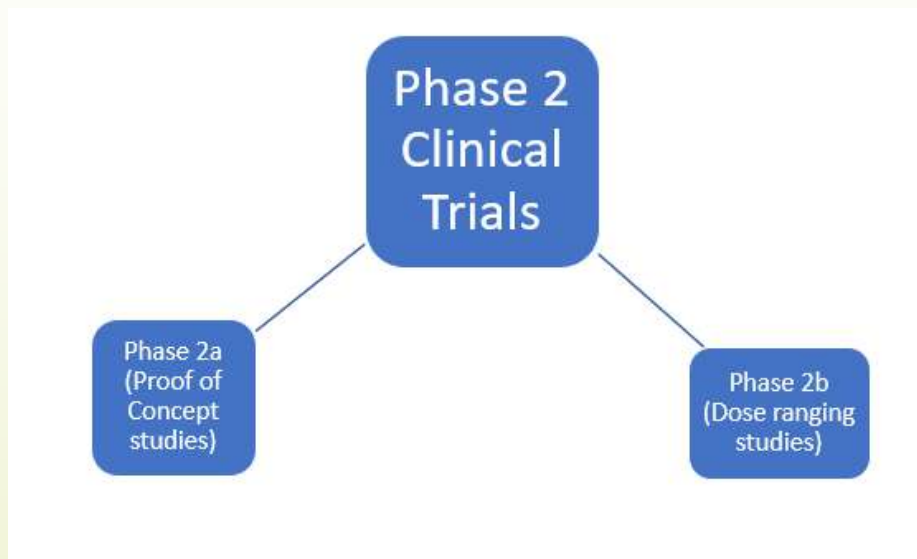 Phase 2
Clinical
Trials
Phase 2a
(Proof of
Concept
studies)
Phase 2b
(Dose ranging
studies)